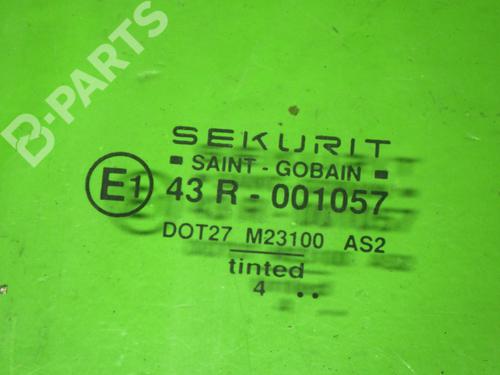 B-PARTS
SEKURIT
SAINT - GOBAIN
E1 43 R - 001057
DOT27 M23100 AS2
tinted
4 ..